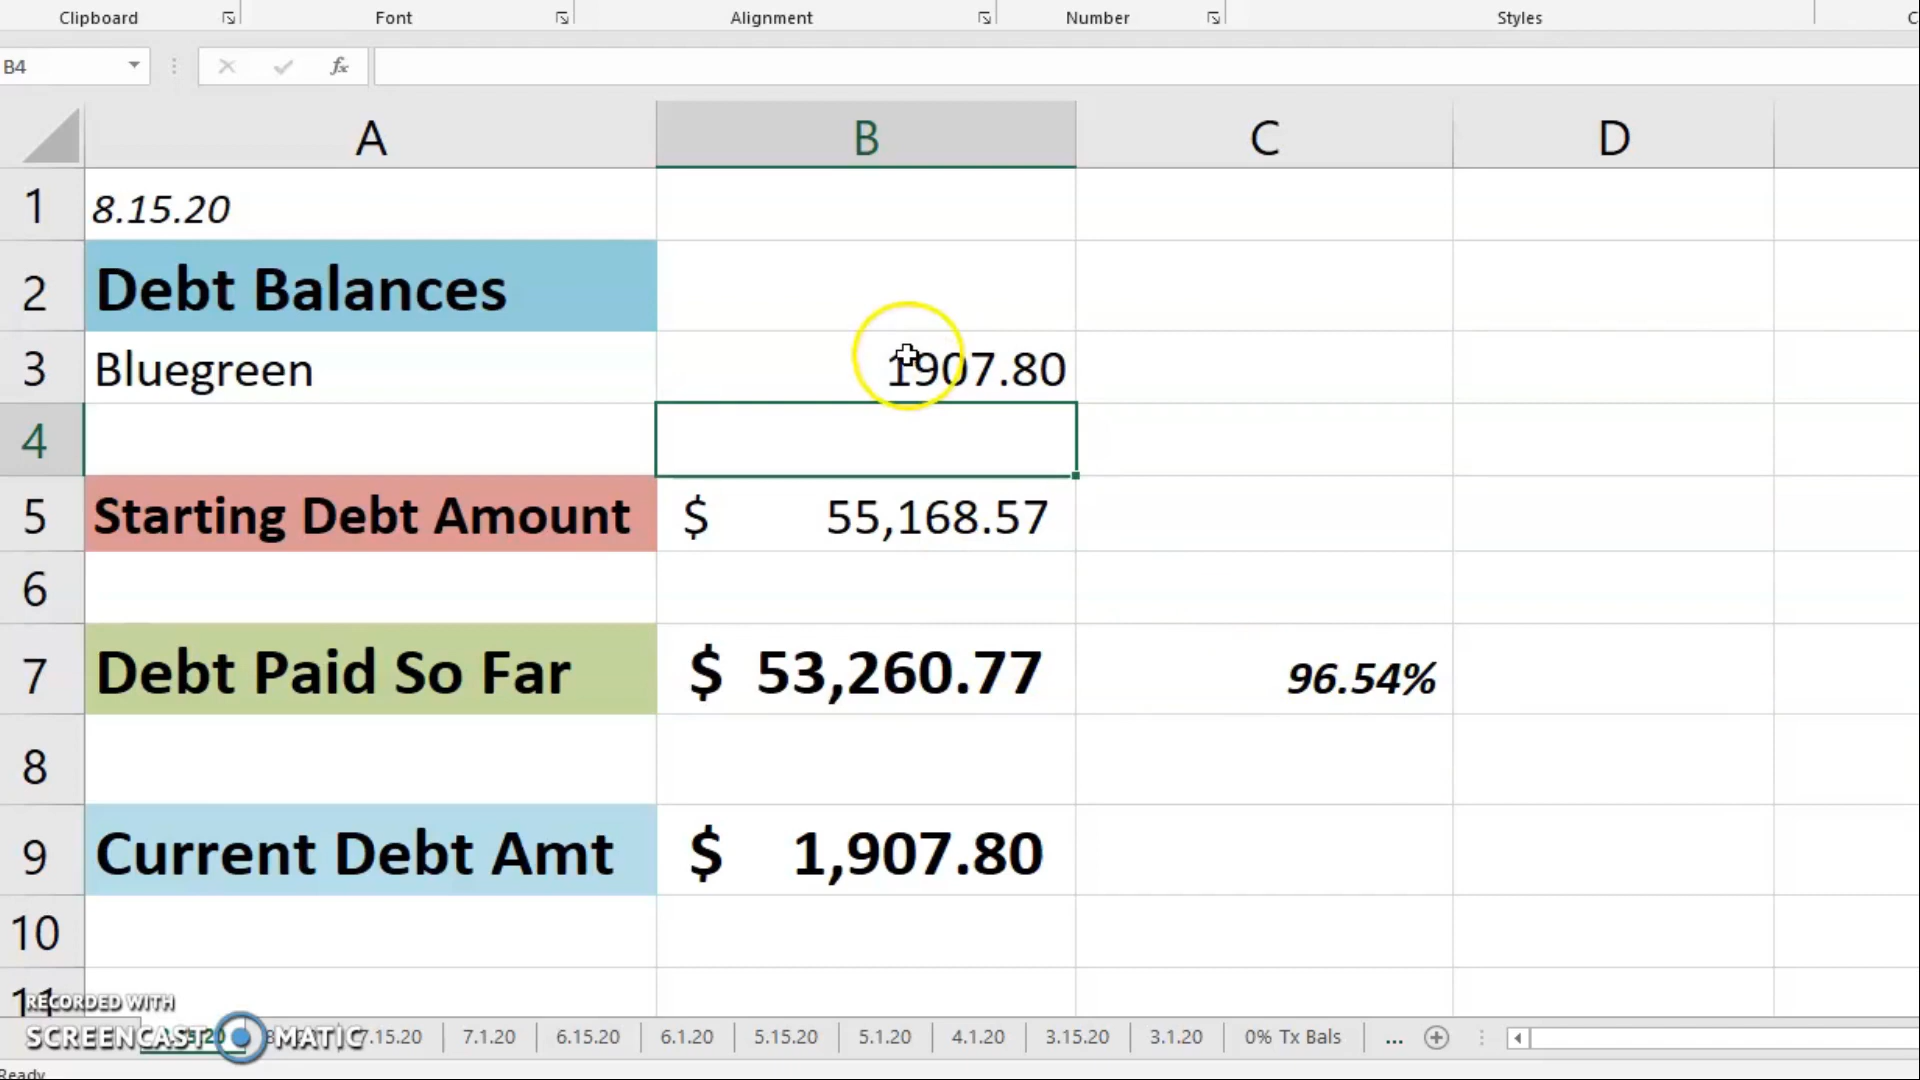 Clipboard Font Alignment Number Styles
B4 fx
A B C D
1 8.15.20
2 Debt Balances
3 Bluegreen 1907.80
4
5 Starting Debt Amount $ 55,168.57
6
7 Debt Paid So Far $ 53,260.77 96.54%
8
9 Current Debt Amt $ 1,907.80
10
11
RECORDED WITH
SCREENCAST MATIC
7.15.20 7.1.20 6.15.20 6.1.20 5.15.20 5.1.20 4.1.20 3.15.20 3.1.20 0% Tx Bals ...
Ready